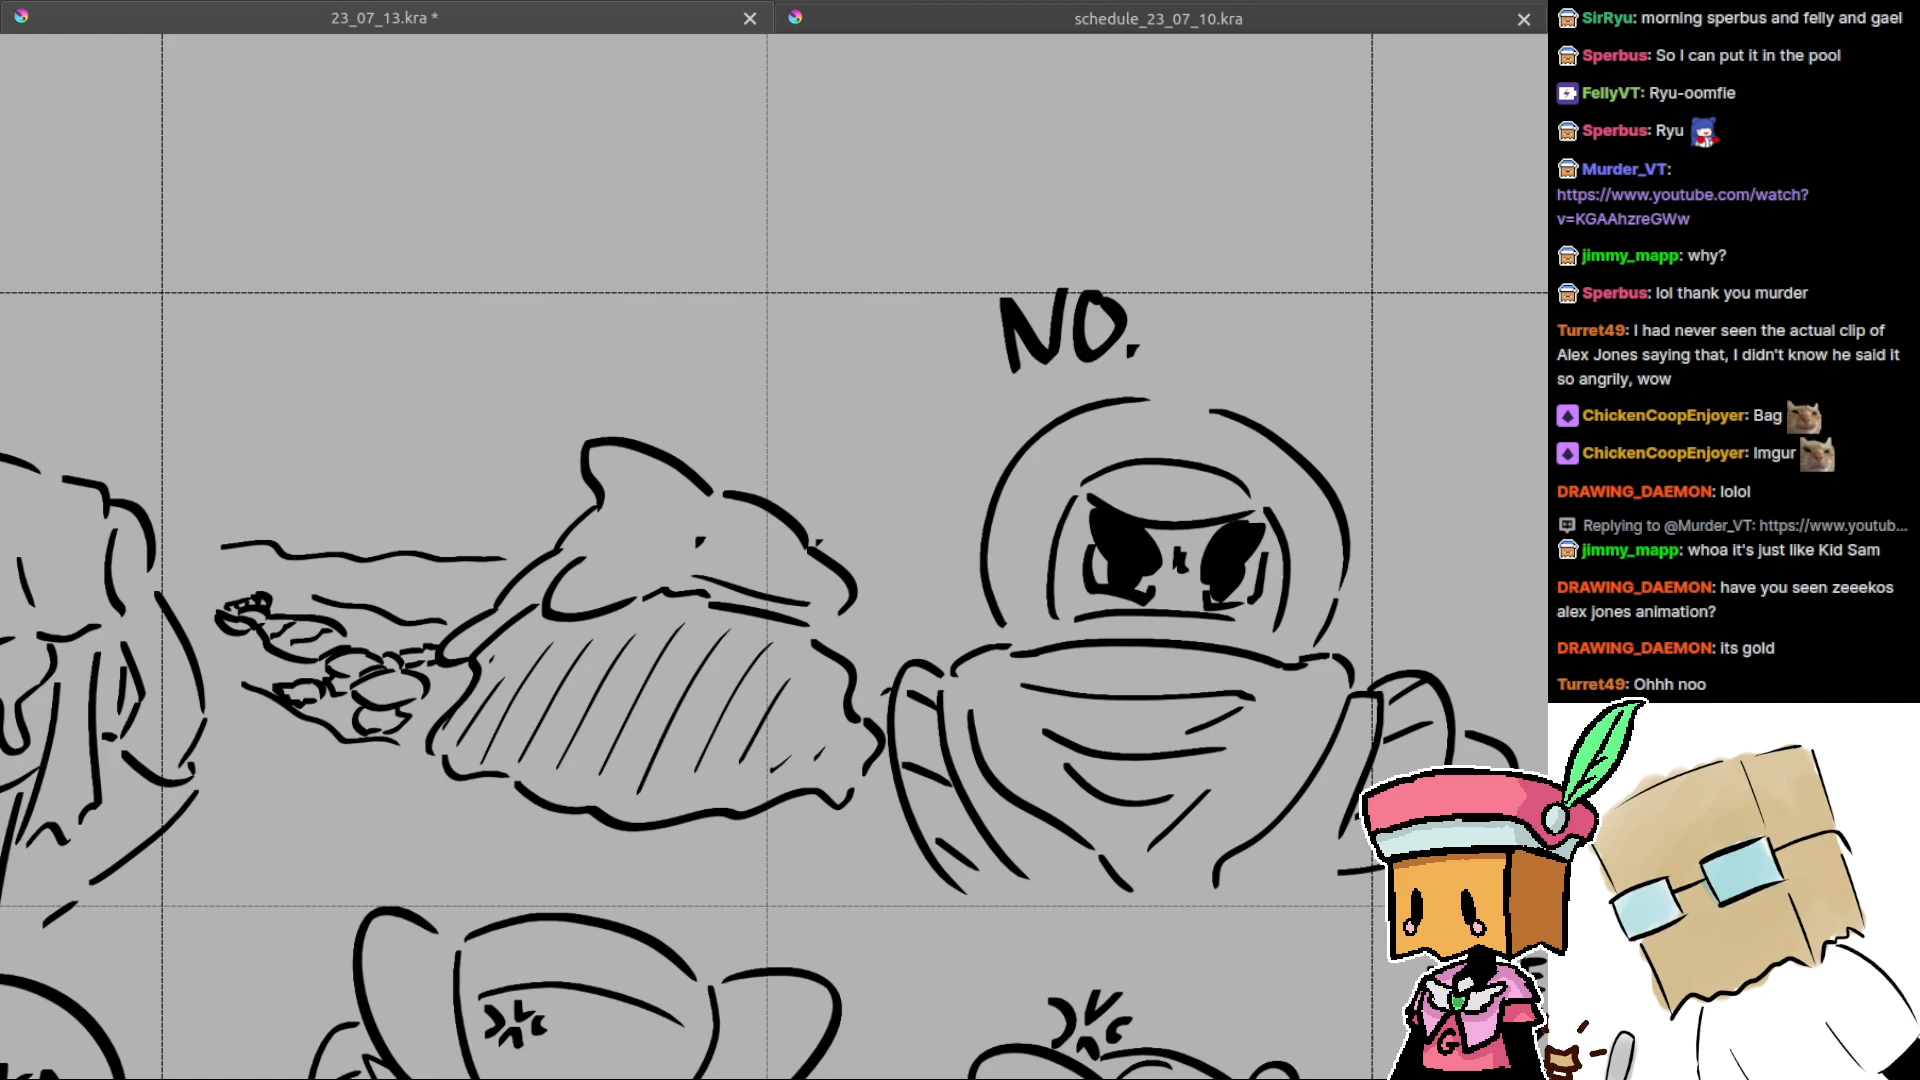 23_07_13.kra *
schedule_23_07_10.kra
NO.
SirRyu: morning sperbus and felly and gael
Sperbus: So I can put it in the pool
FellyVT: Ryu-oomfie
Sperbus: Ryu
Murder_VT:
https://www.youtube.com/watch?
v=KGAAhzreGWw
jimmy_mapp: why?
Sperbus: lol thank you murder
Turret49: I had never seen the actual clip of
Alex Jones saying that, I didn't know he said it
so angrily, wow
ChickenCoopEnjoyer: Bag
ChickenCoopEnjoyer: Imgur
DRAWING_DAEMON: lolol
Replying to @Murder_VT: https://www.youtub...
jimmy_mapp: whoa it's just like Kid Sam
DRAWING_DAEMON: have you seen zeeekos
alex jones animation?
DRAWING_DAEMON: its gold
Turret49: Ohhh noo
G